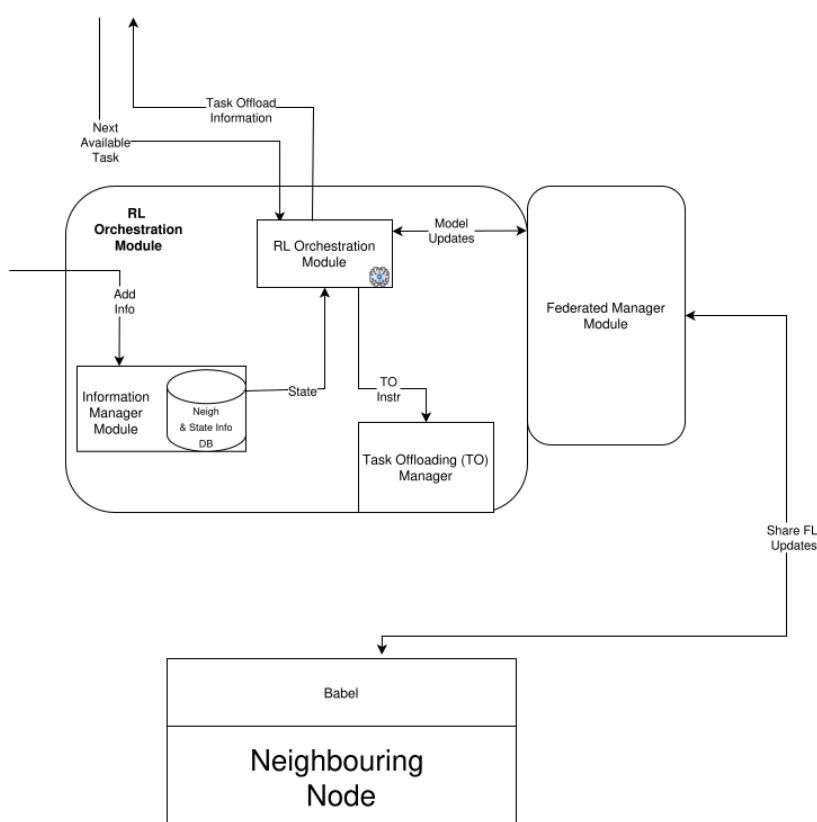 Task Offload
Information
Next
Available
Task
RL
Orchestration
Module
RL Orchestration
Module
Model
Updates
Federated Manager
Module
Add
Info
Information
Manager
Module
Neigh
& State Info
DB
State
TO
Instr
Task Offloading (TO)
Manager
Share FL
Updates
Babel
Neighbouring
Node